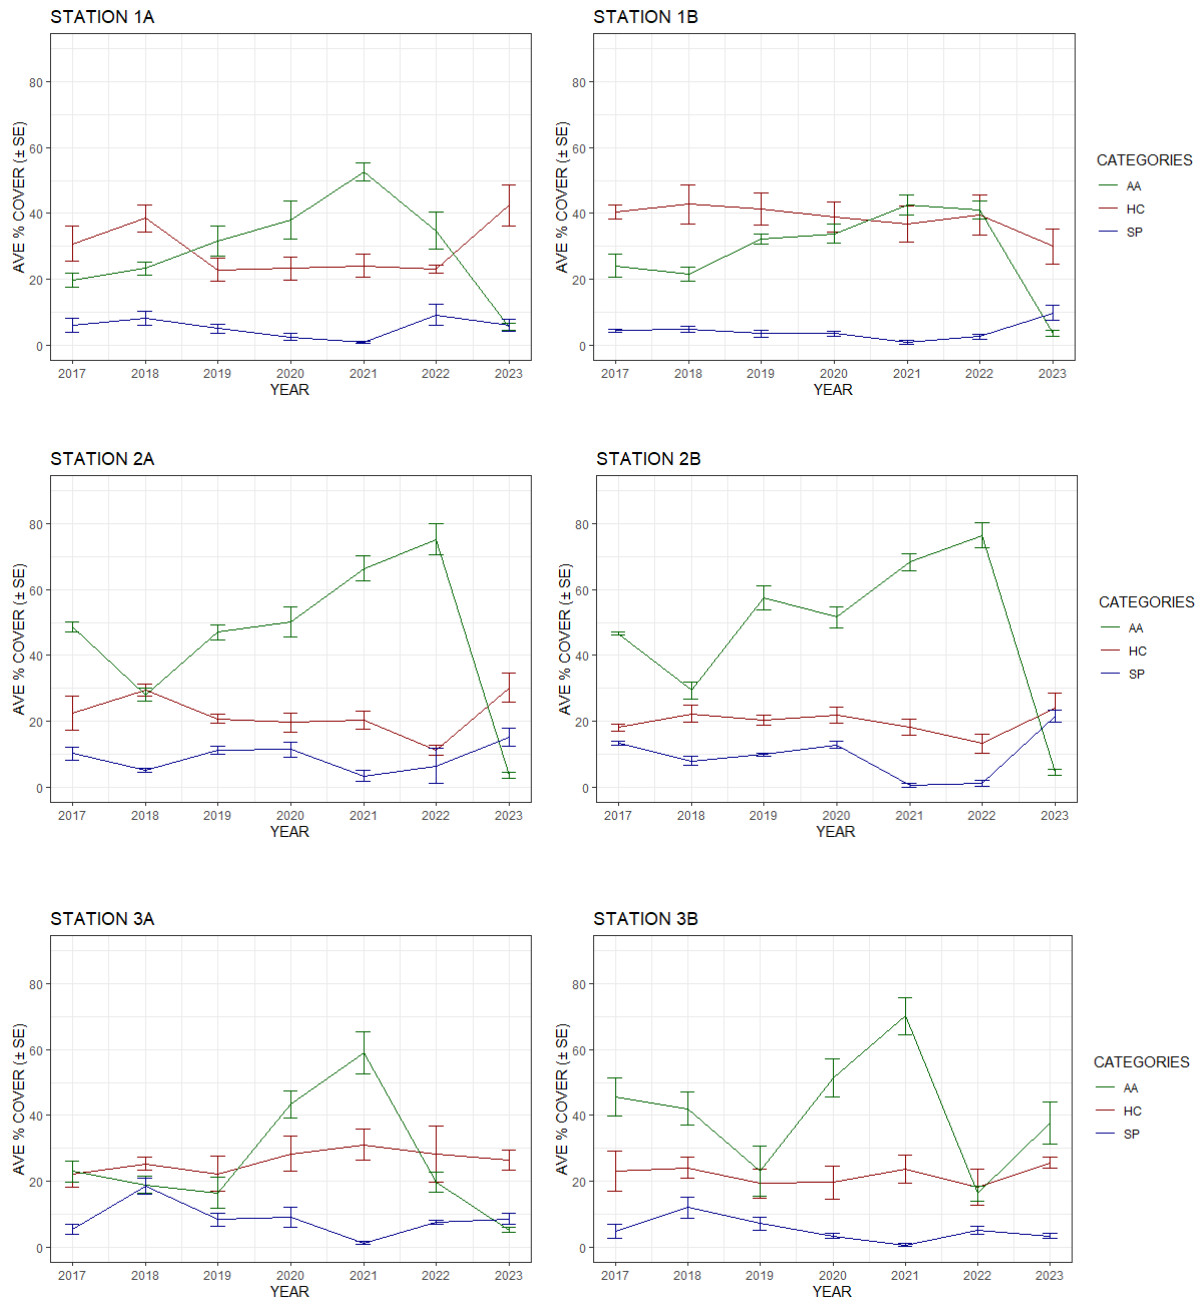 STATION 1A
AVE % COVER (± SE)
80
60
40
20
0
2017 2018 2019 2020 2021 2022 2023
YEAR
STATION 1B
AVE % COVER (± SE)
80
60
40
20
0
2017 2018 2019 2020 2021 2022 2023
YEAR
CATEGORIES
AA
HC
SP
STATION 2A
AVE % COVER (± SE)
80
60
40
20
0
2017 2018 2019 2020 2021 2022 2023
YEAR
STATION 2B
AVE % COVER (± SE)
80
60
40
20
0
2017 2018 2019 2020 2021 2022 2023
YEAR
CATEGORIES
AA
HC
SP
STATION 3A
AVE % COVER (± SE)
80
60
40
20
0
2017 2018 2019 2020 2021 2022 2023
YEAR
STATION 3B
AVE % COVER (± SE)
80
60
40
20
0
2017 2018 2019 2020 2021 2022 2023
YEAR
CATEGORIES
AA
HC
SP